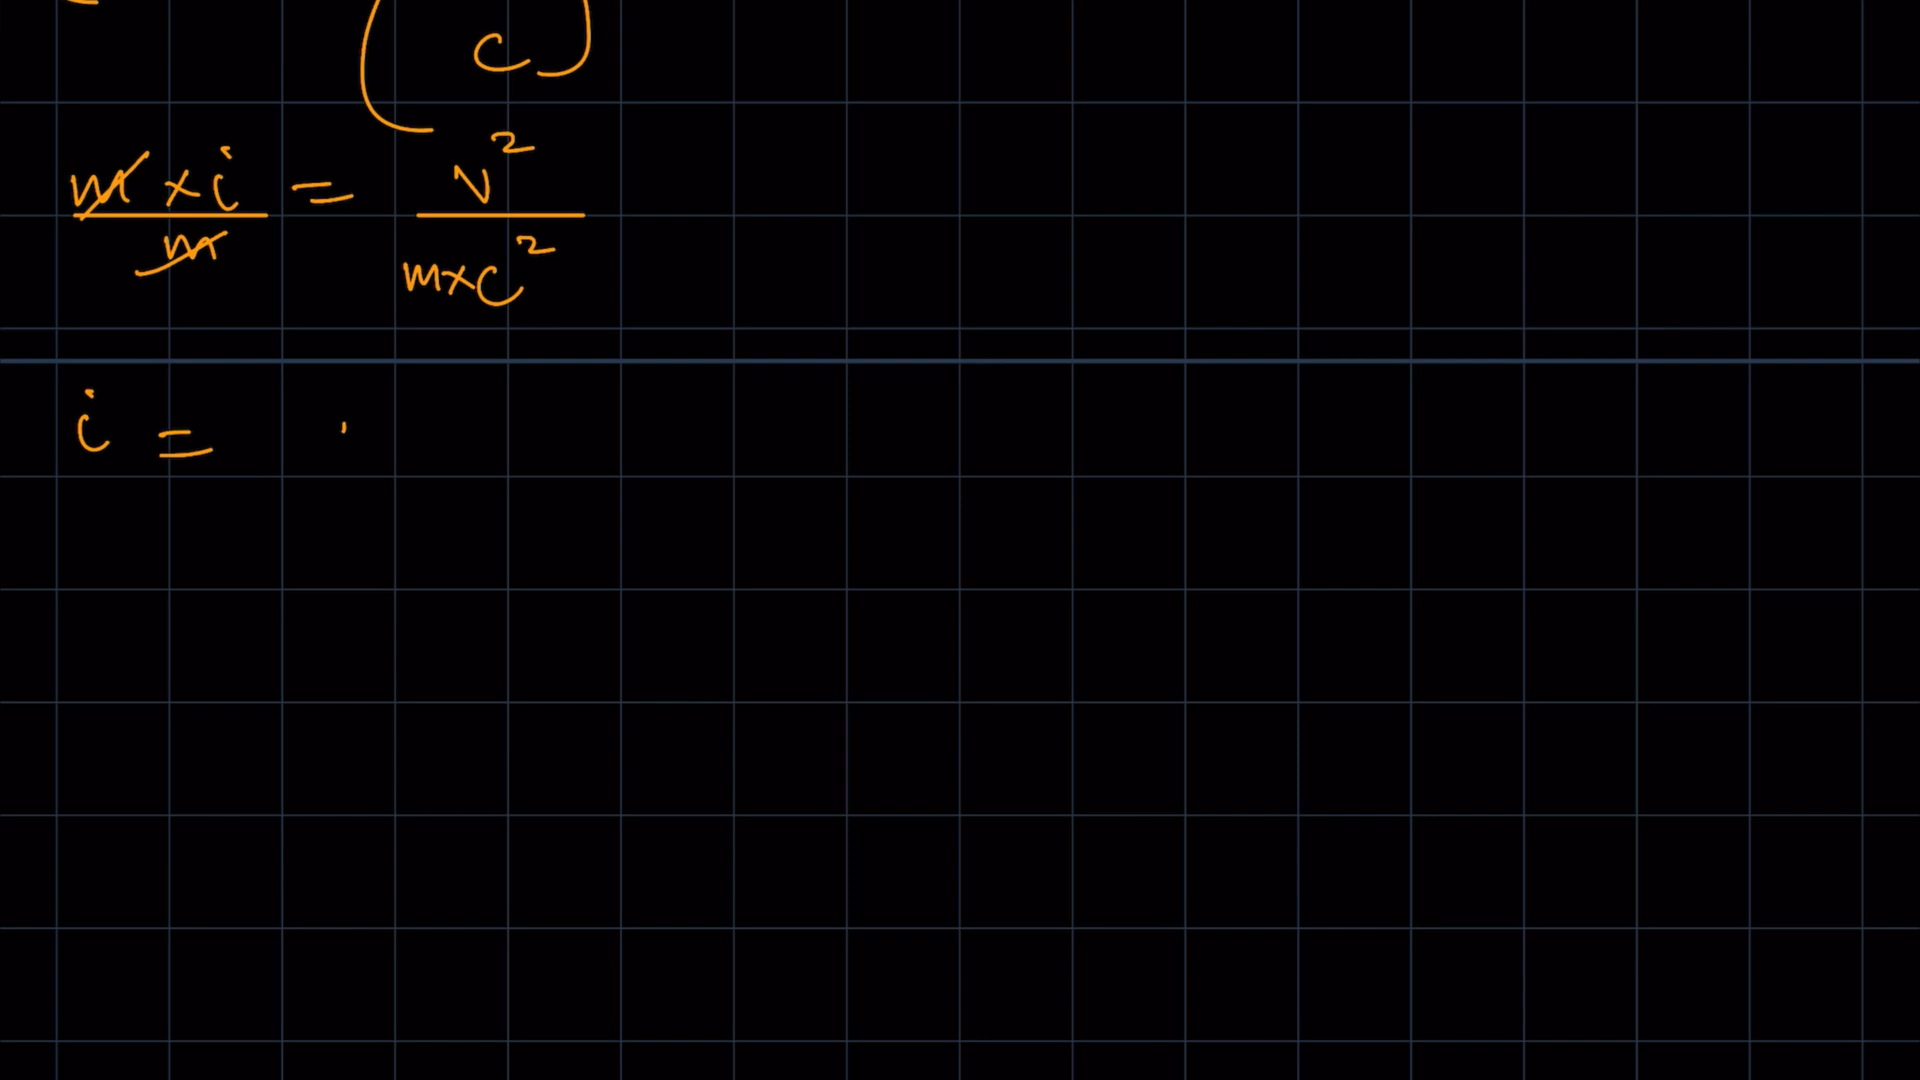 ( c )
m × i / m = v² / m × c²
i =